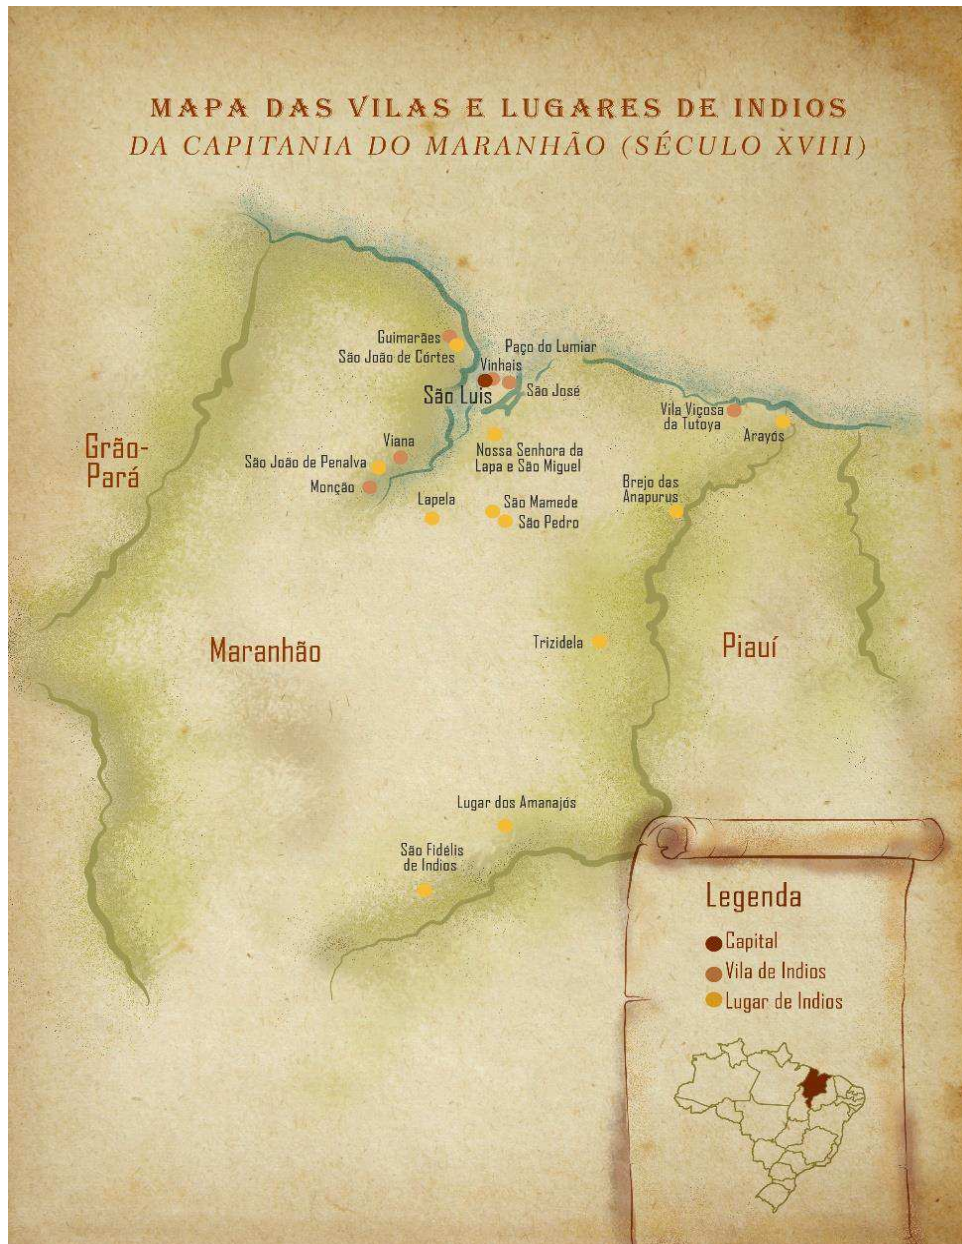 MAPA DAS VILAS E LUGARES DE INDIOS
DA CAPITANIA DO MARANHÃO (SÉCULO XVIII)
Guimarães
São João de Córtes
Paço do Lumiar
Vinhais
São Luis
São José
Vila Viçosa
da Tutoya
Arayós
Grão-
Pará
Viana
São João de Penalva
Monção
Nossa Senhora da
Lapa e São Miguel
Brejo das
Anapurus
Lapela
São Mamede
São Pedro
Trizidela
Maranhão
Piauí
Lugar dos Amanajós
São Fidélis
de Indios
Legenda
Capital
Vila de Indios
Lugar de Indios